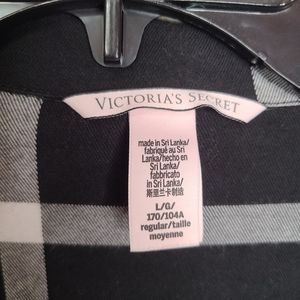 VICTORIA'S SECRET
made in Sri Lanka/
fabriqué au Sri
Lanka/hecho en
Sri Lanka/
fabbricato
in Sri Lanka/
斯里兰卡制造
L/G/
170/104A
regular/taille
moyenne